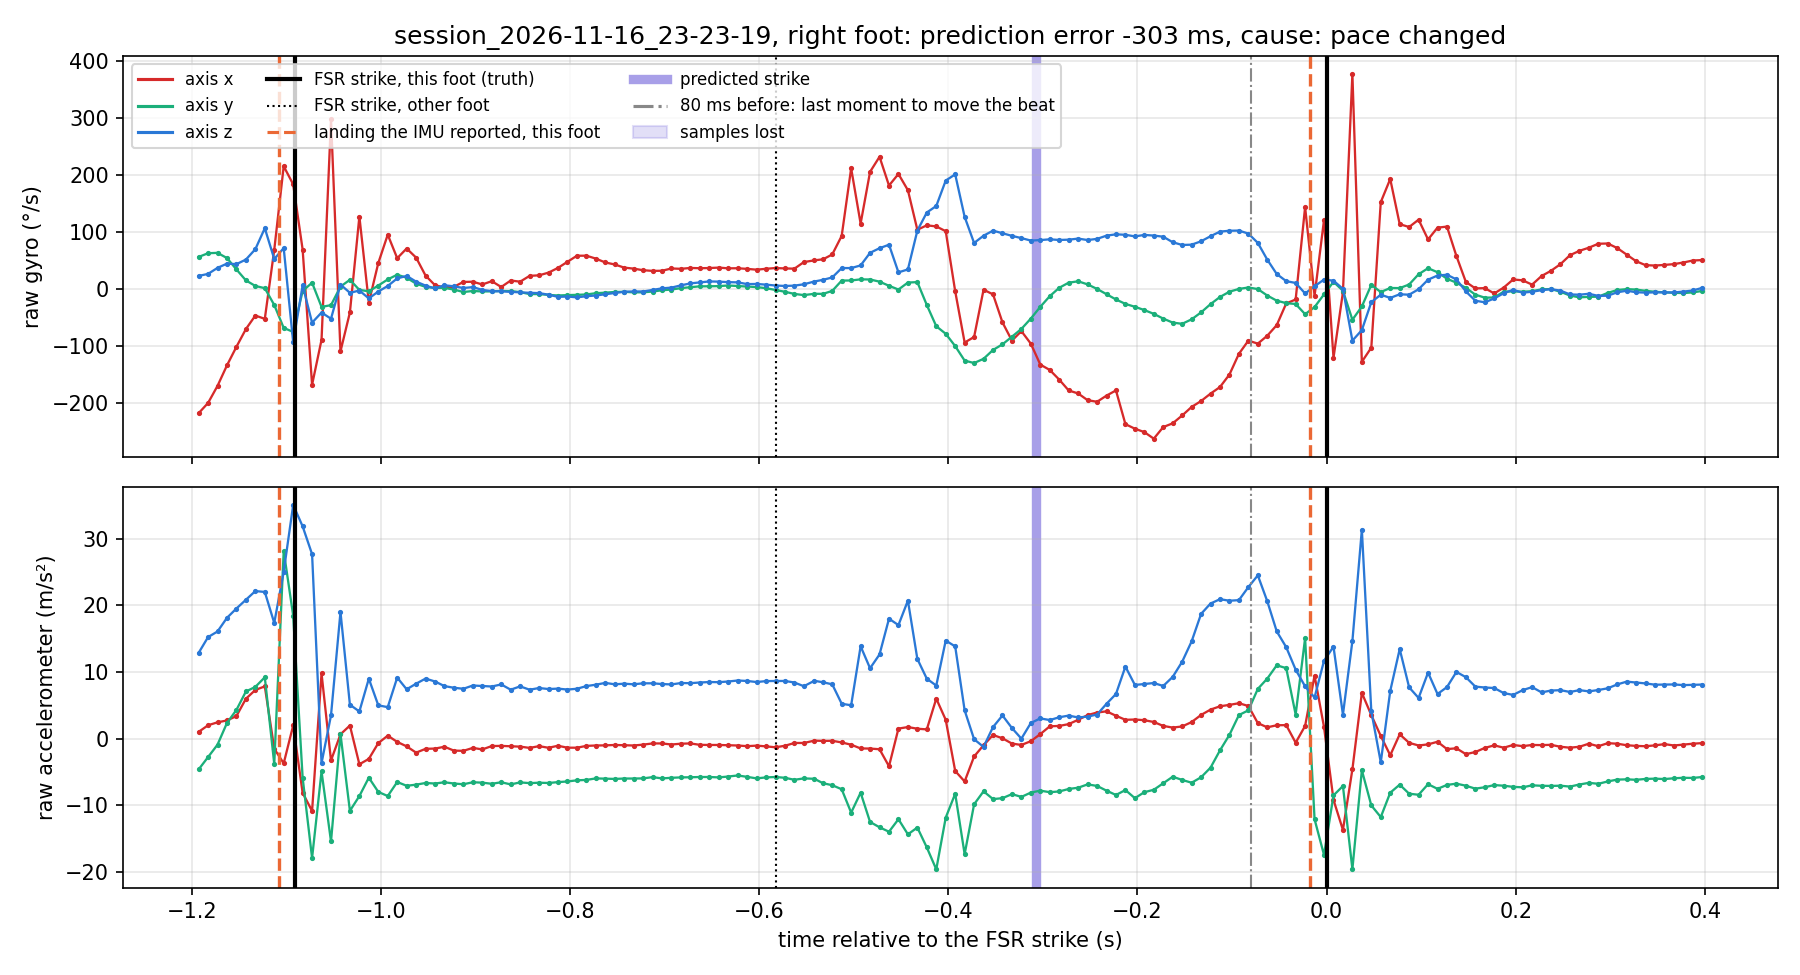 session_2026-11-16_23-23-19, right foot: prediction error -303 ms, cause: pace changed
axis x
axis y
axis z
FSR strike, this foot (truth)
FSR strike, other foot
landing the IMU reported, this foot
predicted strike
80 ms before: last moment to move the beat
samples lost
raw gyro (°/s)
400
300
200
100
0
−100
−200
raw accelerometer (m/s²)
30
20
10
0
−10
−20
−1.2
−1.0
−0.8
−0.6
−0.4
−0.2
0.0
0.2
0.4
time relative to the FSR strike (s)